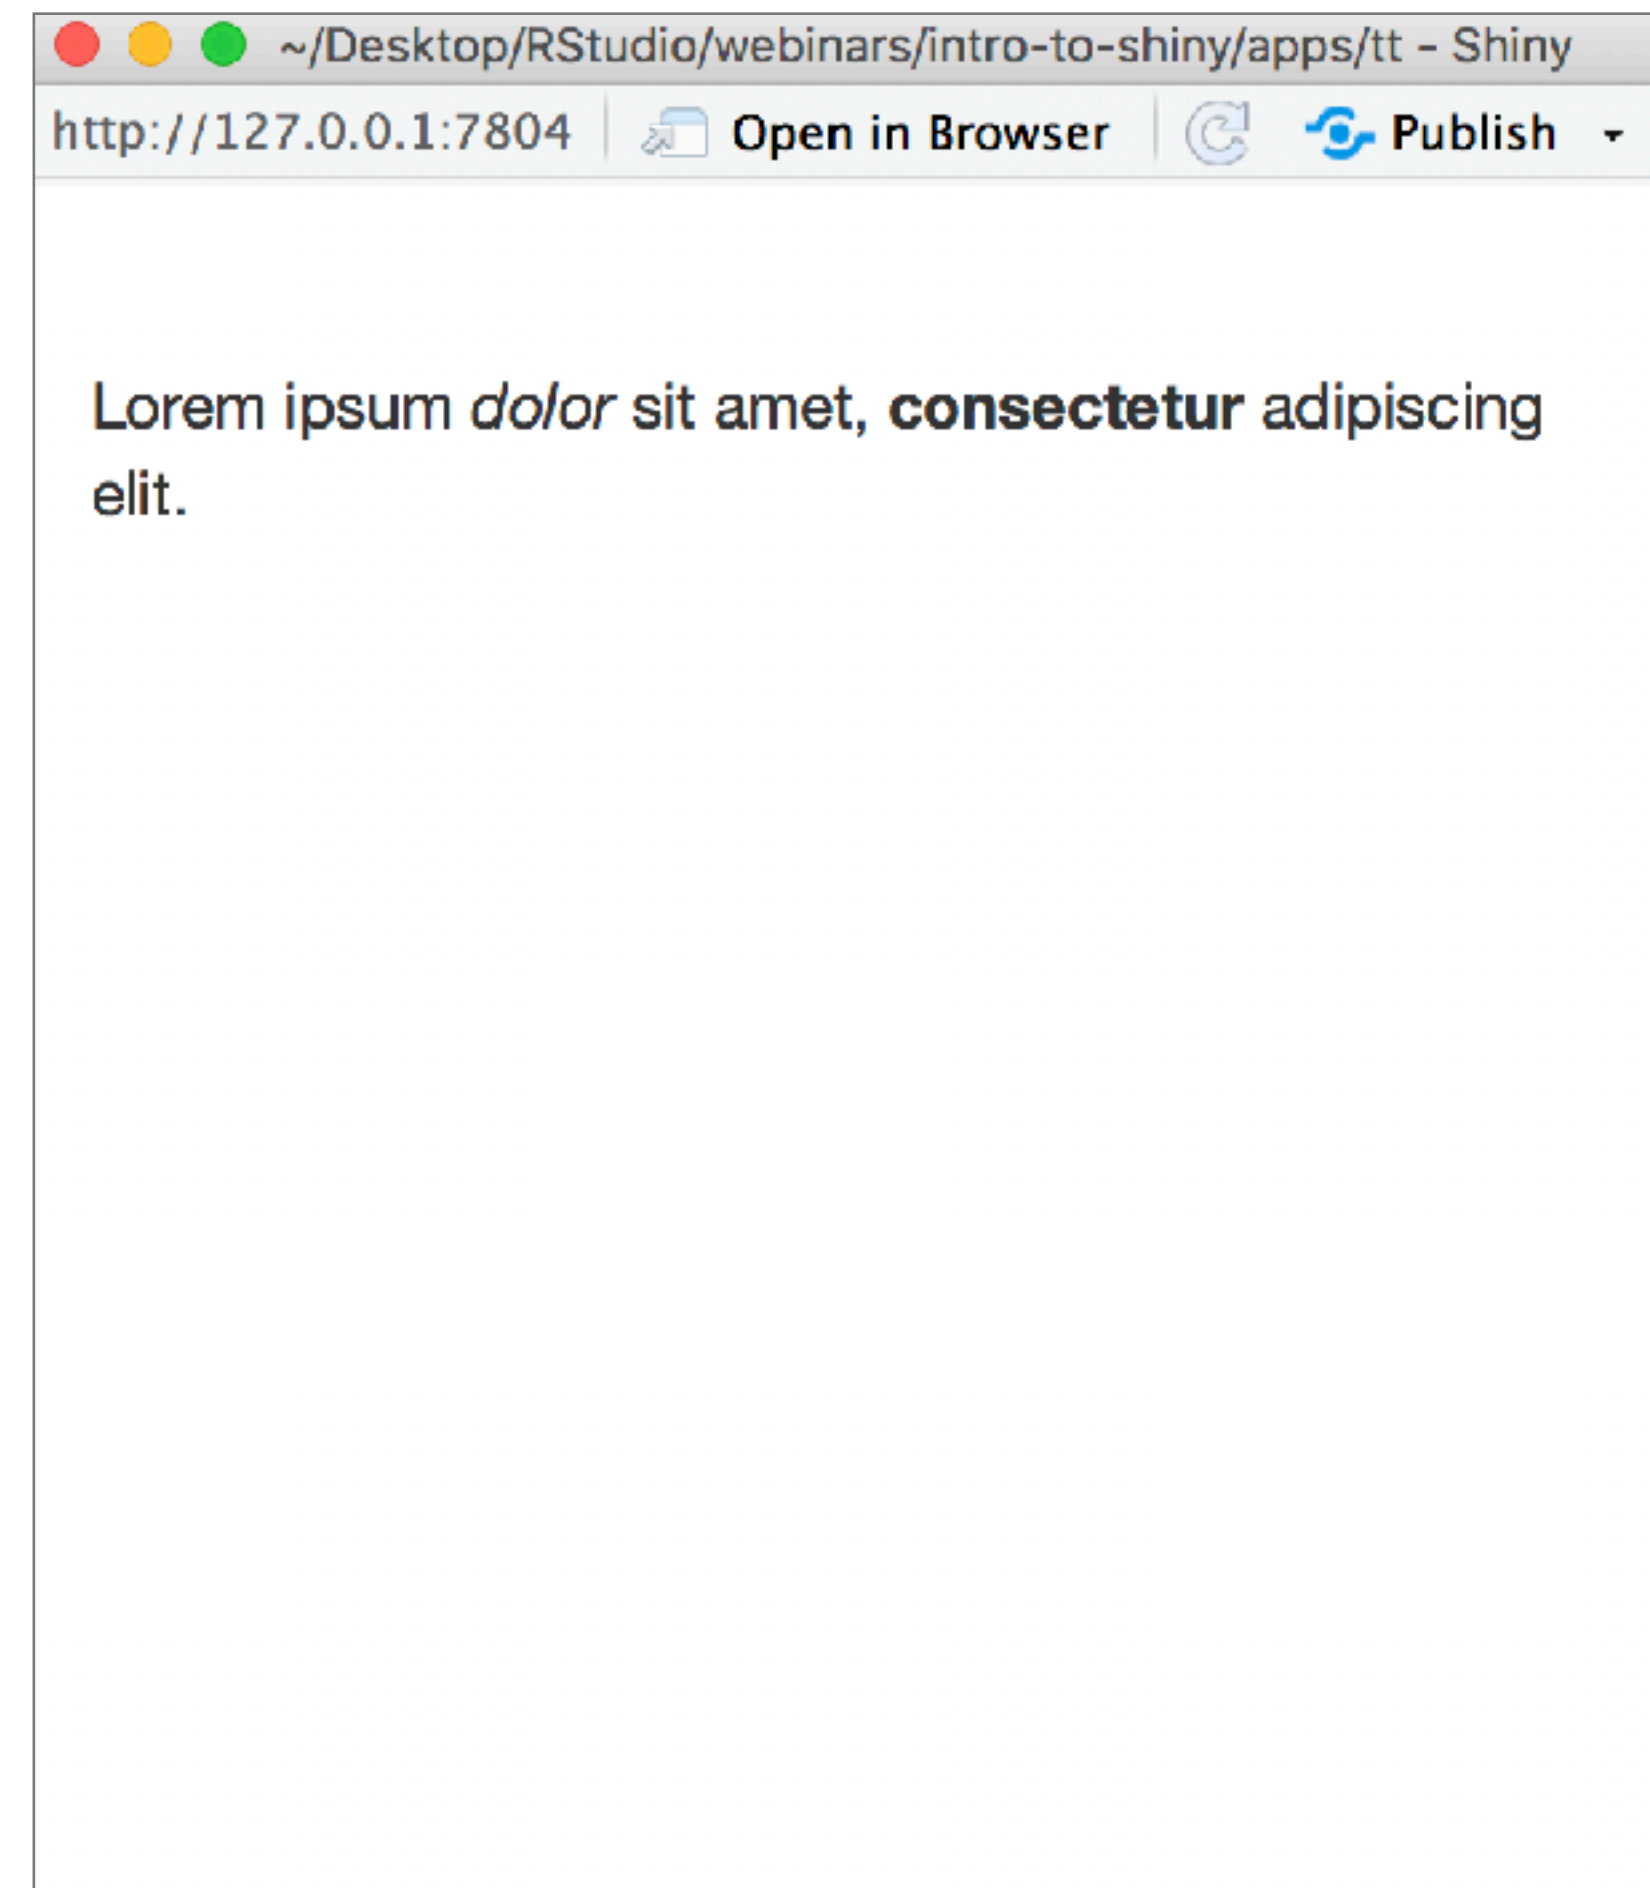 ~/Desktop/RStudio/webinars/intro-to-shiny/apps/tt – Shiny
http://127.0.0.1:7804 Open in Browser Publish
Lorem ipsum dolor sit amet, consectetur adipiscing
elit.